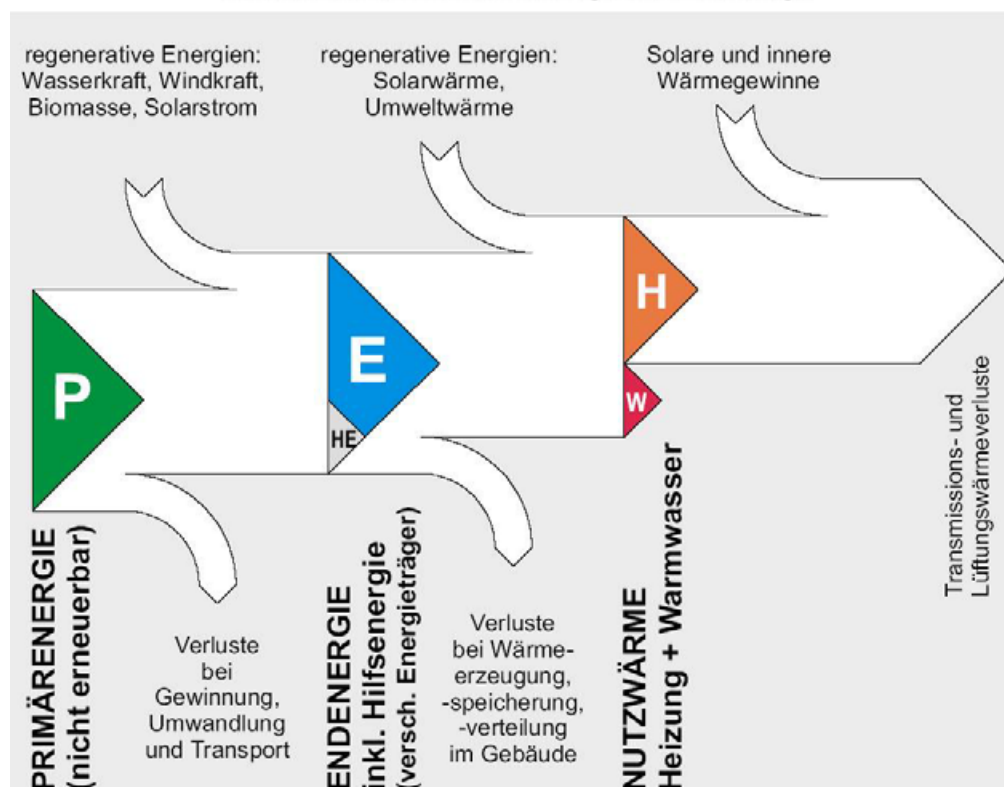 regenerative Energien:
Wasserkraft, Windkraft,
Biomasse, Solarstrom
regenerative Energien:
Solarwärme,
Umweltwärme
Solare und innere
Wärmegewinne
P
E
HE
H
W
PRIMÄRENERGIE
(nicht erneuerbar)
Verluste
bei
Gewinnung,
Umwandlung
und Transport
ENDENERGIE
inkl. Hilfsenergie
(versch. Energieträger)
Verluste
bei Wärme-
erzeugung,
-speicherung,
-verteilung
im Gebäude
NUTZWÄRME
Heizung + Warmwasser
Transmissions- und
Lüftungswärmeverluste